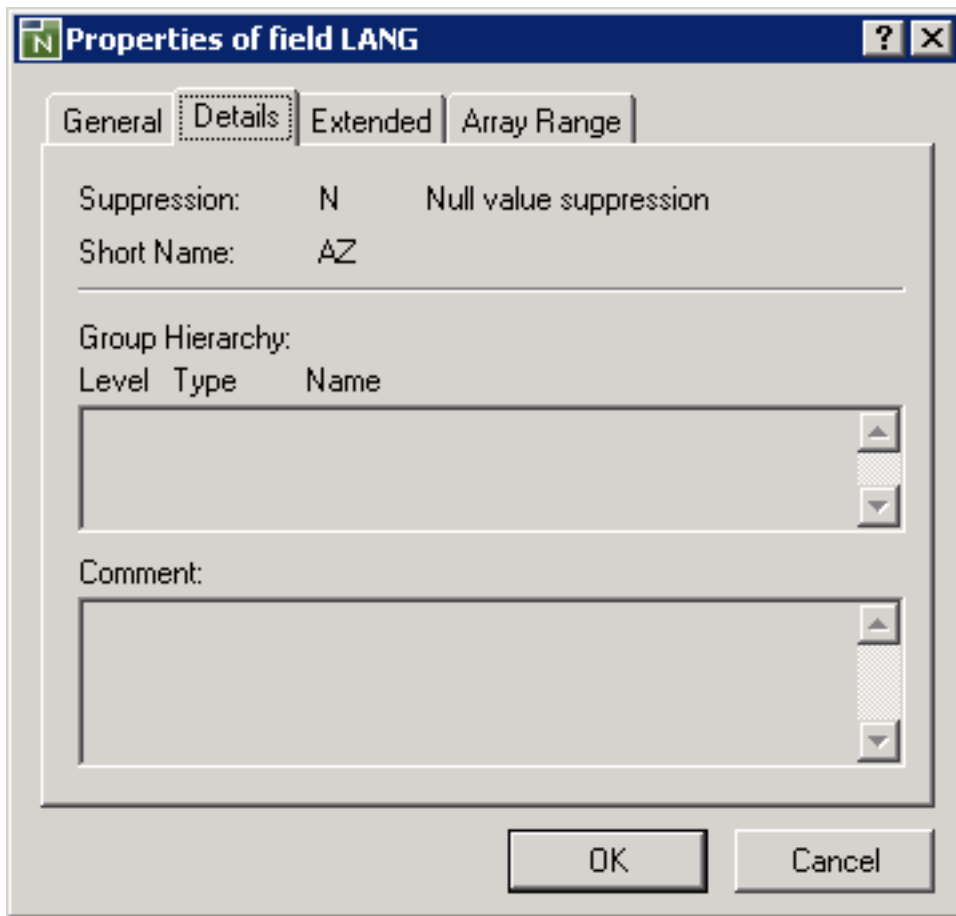 N Properties of field LANG ? X
General Details Extended Array Range
Suppression: N Null value suppression
Short Name: AZ
Group Hierarchy:
Level Type Name
Comment:
OK Cancel